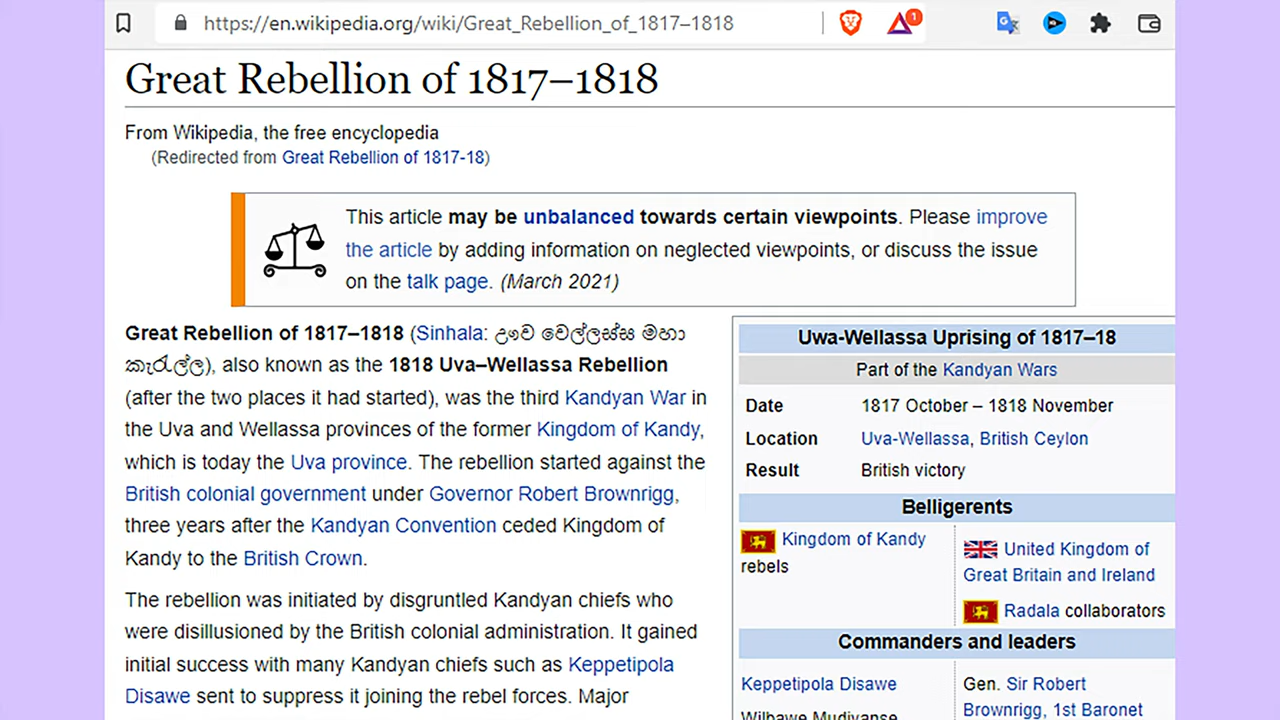 https://en.wikipedia.org/wiki/Great_Rebellion_of_1817–1818
1
Great Rebellion of 1817–1818
From Wikipedia, the free encyclopedia
(Redirected from Great Rebellion of 1817-18)
This article may be unbalanced towards certain viewpoints. Please improve
the article by adding information on neglected viewpoints, or discuss the issue
on the talk page. (March 2021)
Great Rebellion of 1817–1818 (Sinhala: ඌව වෙල්ලස්ස මහා
කැරැල්ල), also known as the 1818 Uva–Wellassa Rebellion
(after the two places it had started), was the third Kandyan War in
the Uva and Wellassa provinces of the former Kingdom of Kandy,
which is today the Uva province. The rebellion started against the
British colonial government under Governor Robert Brownrigg,
three years after the Kandyan Convention ceded Kingdom of
Kandy to the British Crown.
The rebellion was initiated by disgruntled Kandyan chiefs who
were disillusioned by the British colonial administration. It gained
initial success with many Kandyan chiefs such as Keppetipola
Disawe sent to suppress it joining the rebel forces. Major
Uwa-Wellassa Uprising of 1817–18
Part of the Kandyan Wars
Date 1817 October – 1818 November
Location Uva-Wellassa, British Ceylon
Result British victory
Belligerents
Kingdom of Kandy
rebels
United Kingdom of
Great Britain and Ireland
Radala collaborators
Commanders and leaders
Keppetipola Disawe
Wilbawe Mudiyanse
Gen. Sir Robert
Brownrigg, 1st Baronet